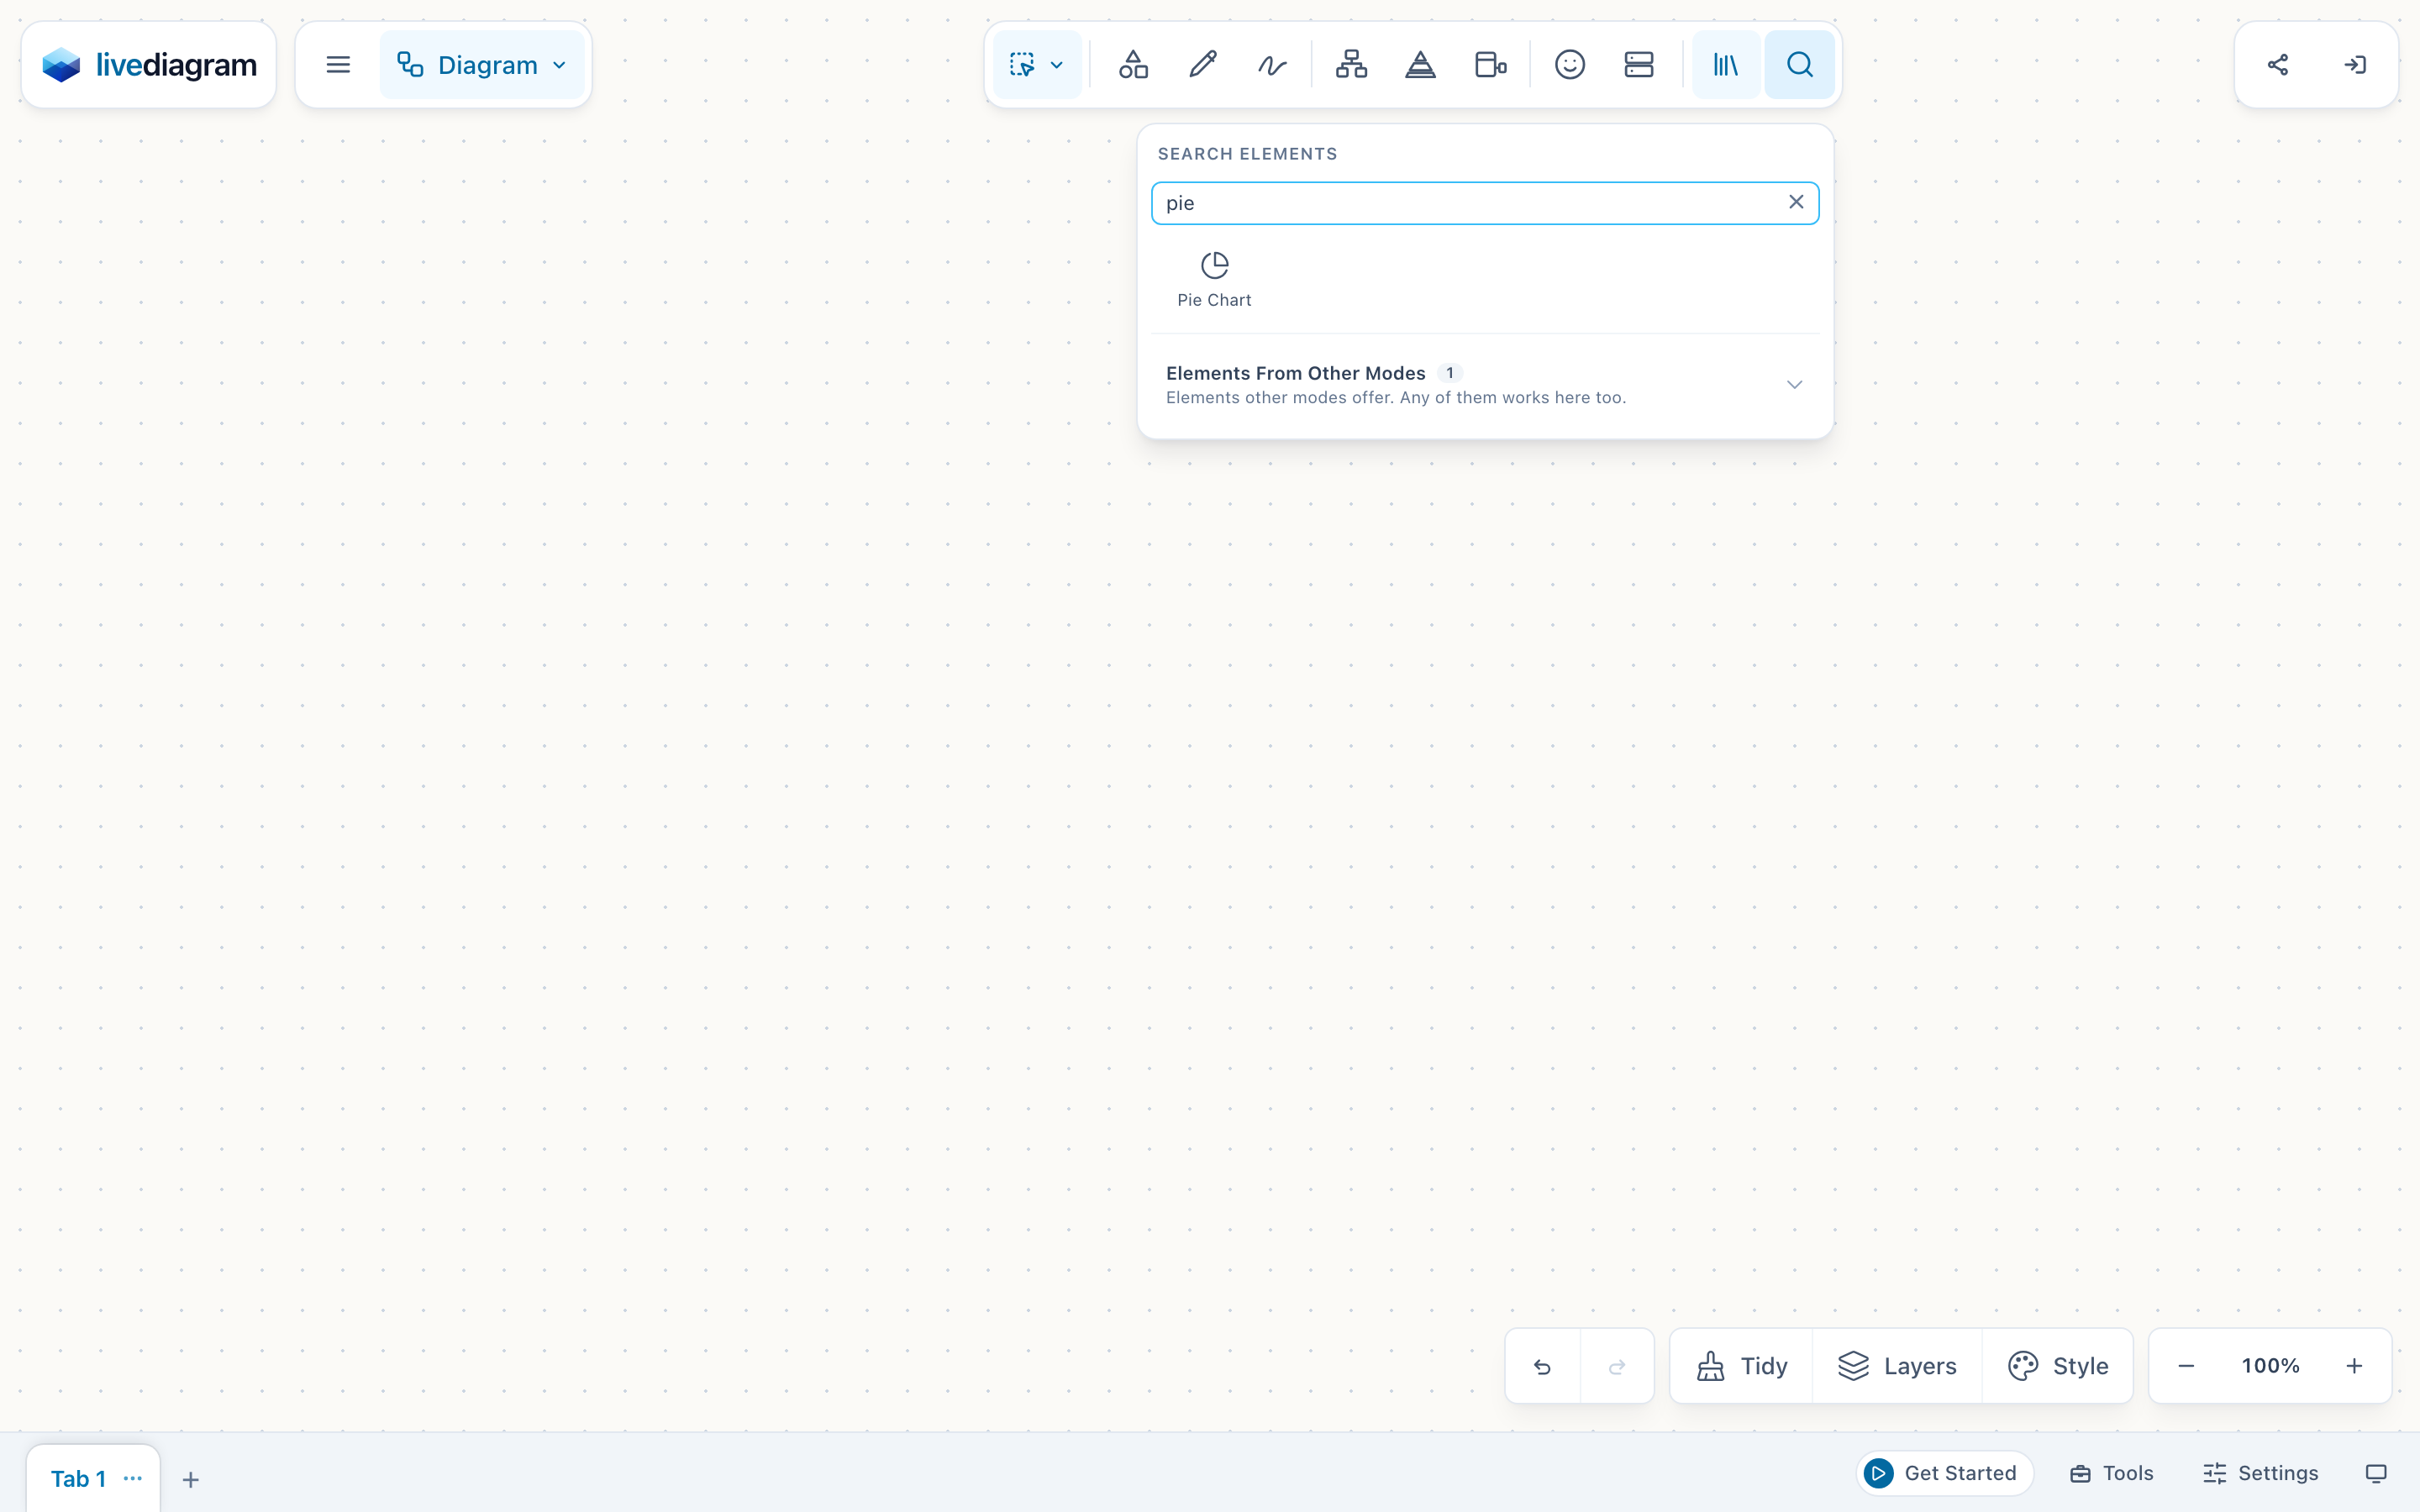 livediagram
Diagram
SEARCH ELEMENTS
pie
Pie Chart
Elements From Other Modes 1
Elements other modes offer. Any of them works here too.
Tidy
Layers
Style
100%
Tab 1
Get Started
Tools
Settings